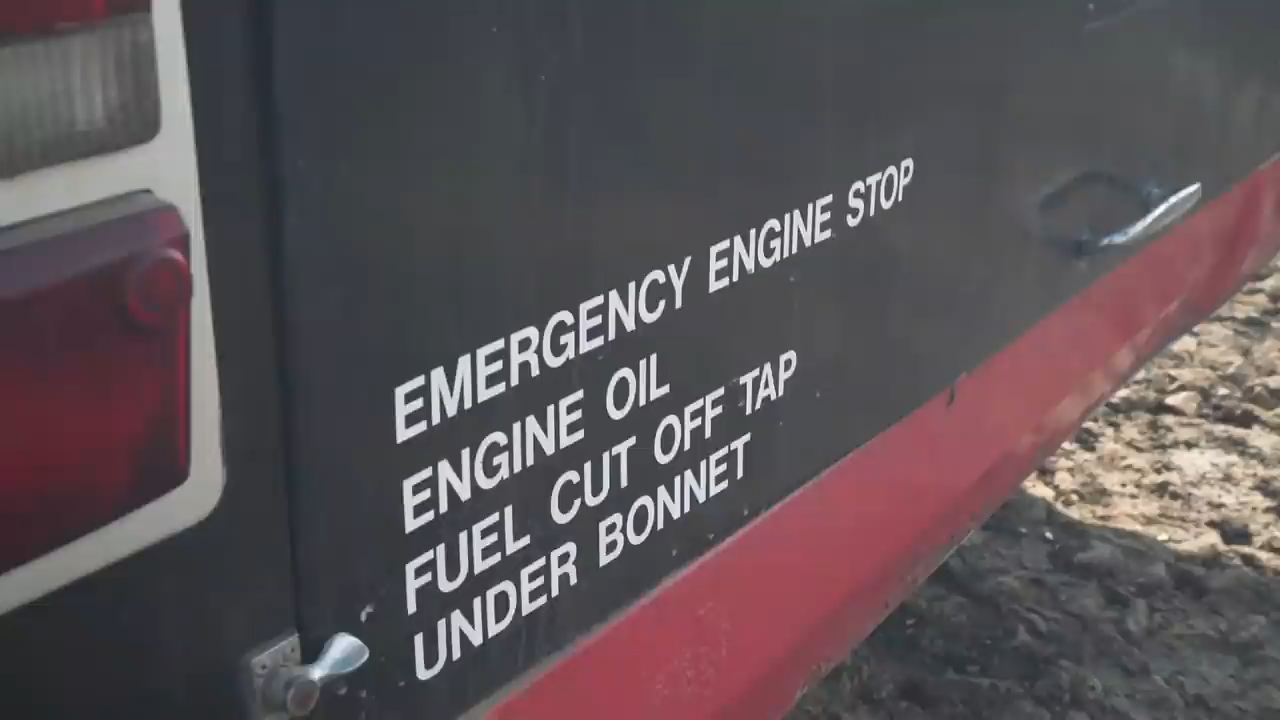 EMERGENCY ENGINE STOP
ENGINE OIL
FUEL CUT OFF TAP
UNDER BONNET